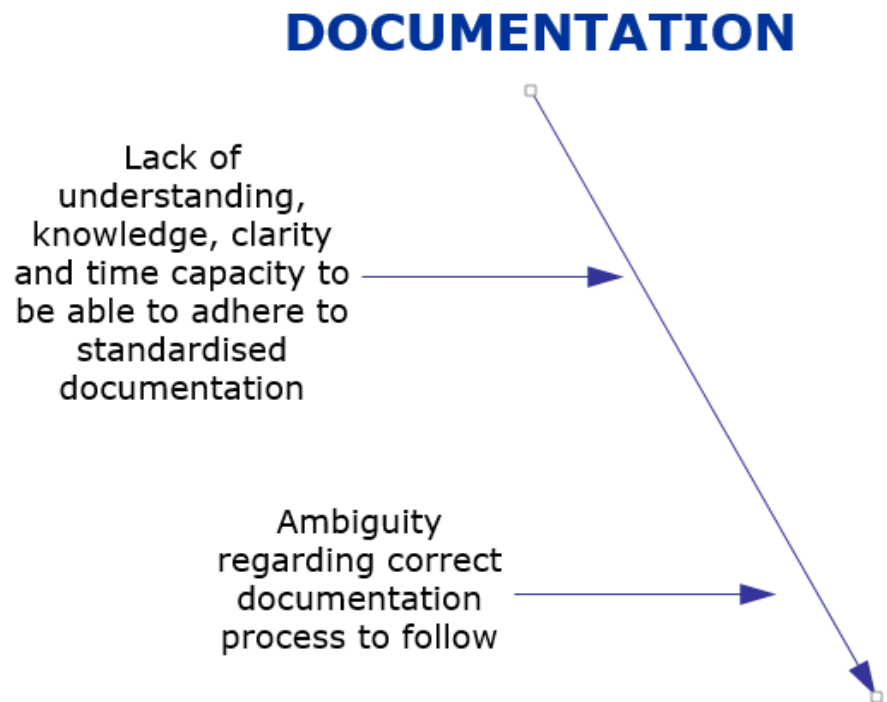 DOCUMENTATION
Lack of
understanding,
knowledge, clarity
and time capacity to
be able to adhere to
standardised
documentation
Ambiguity
regarding correct
documentation
process to follow